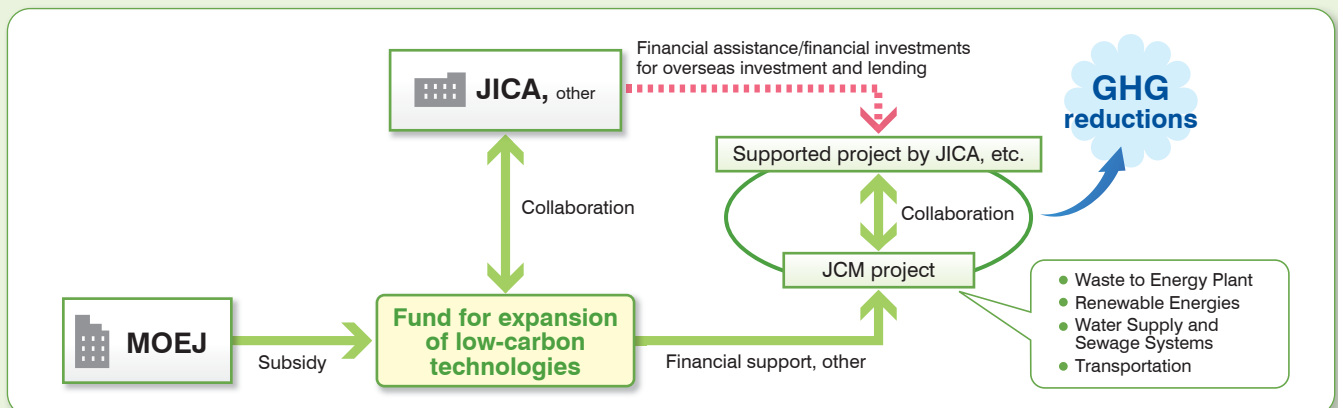 JICA, other
Financial assistance/financial investments
for overseas investment and lending
GHG
reductions
Supported project by JICA, etc.
Collaboration
Collaboration
JCM project
MOEJ
Subsidy
Fund for expansion
of low-carbon
technologies
Financial support, other
Waste to Energy Plant
Renewable Energies
Water Supply and
Sewage Systems
Transportation